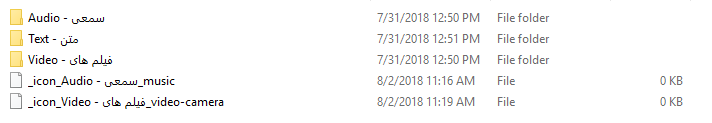 Audio - سمعی 7/31/2018 12:50 PM File folder
Text - متن 7/31/2018 12:51 PM File folder
Video - فیلم های 7/31/2018 12:50 PM File folder
_icon_Audio - سمعی_music 8/2/2018 11:16 AM File 0 KB
_icon_Video - فیلم های_video-camera 8/2/2018 11:19 AM File 0 KB